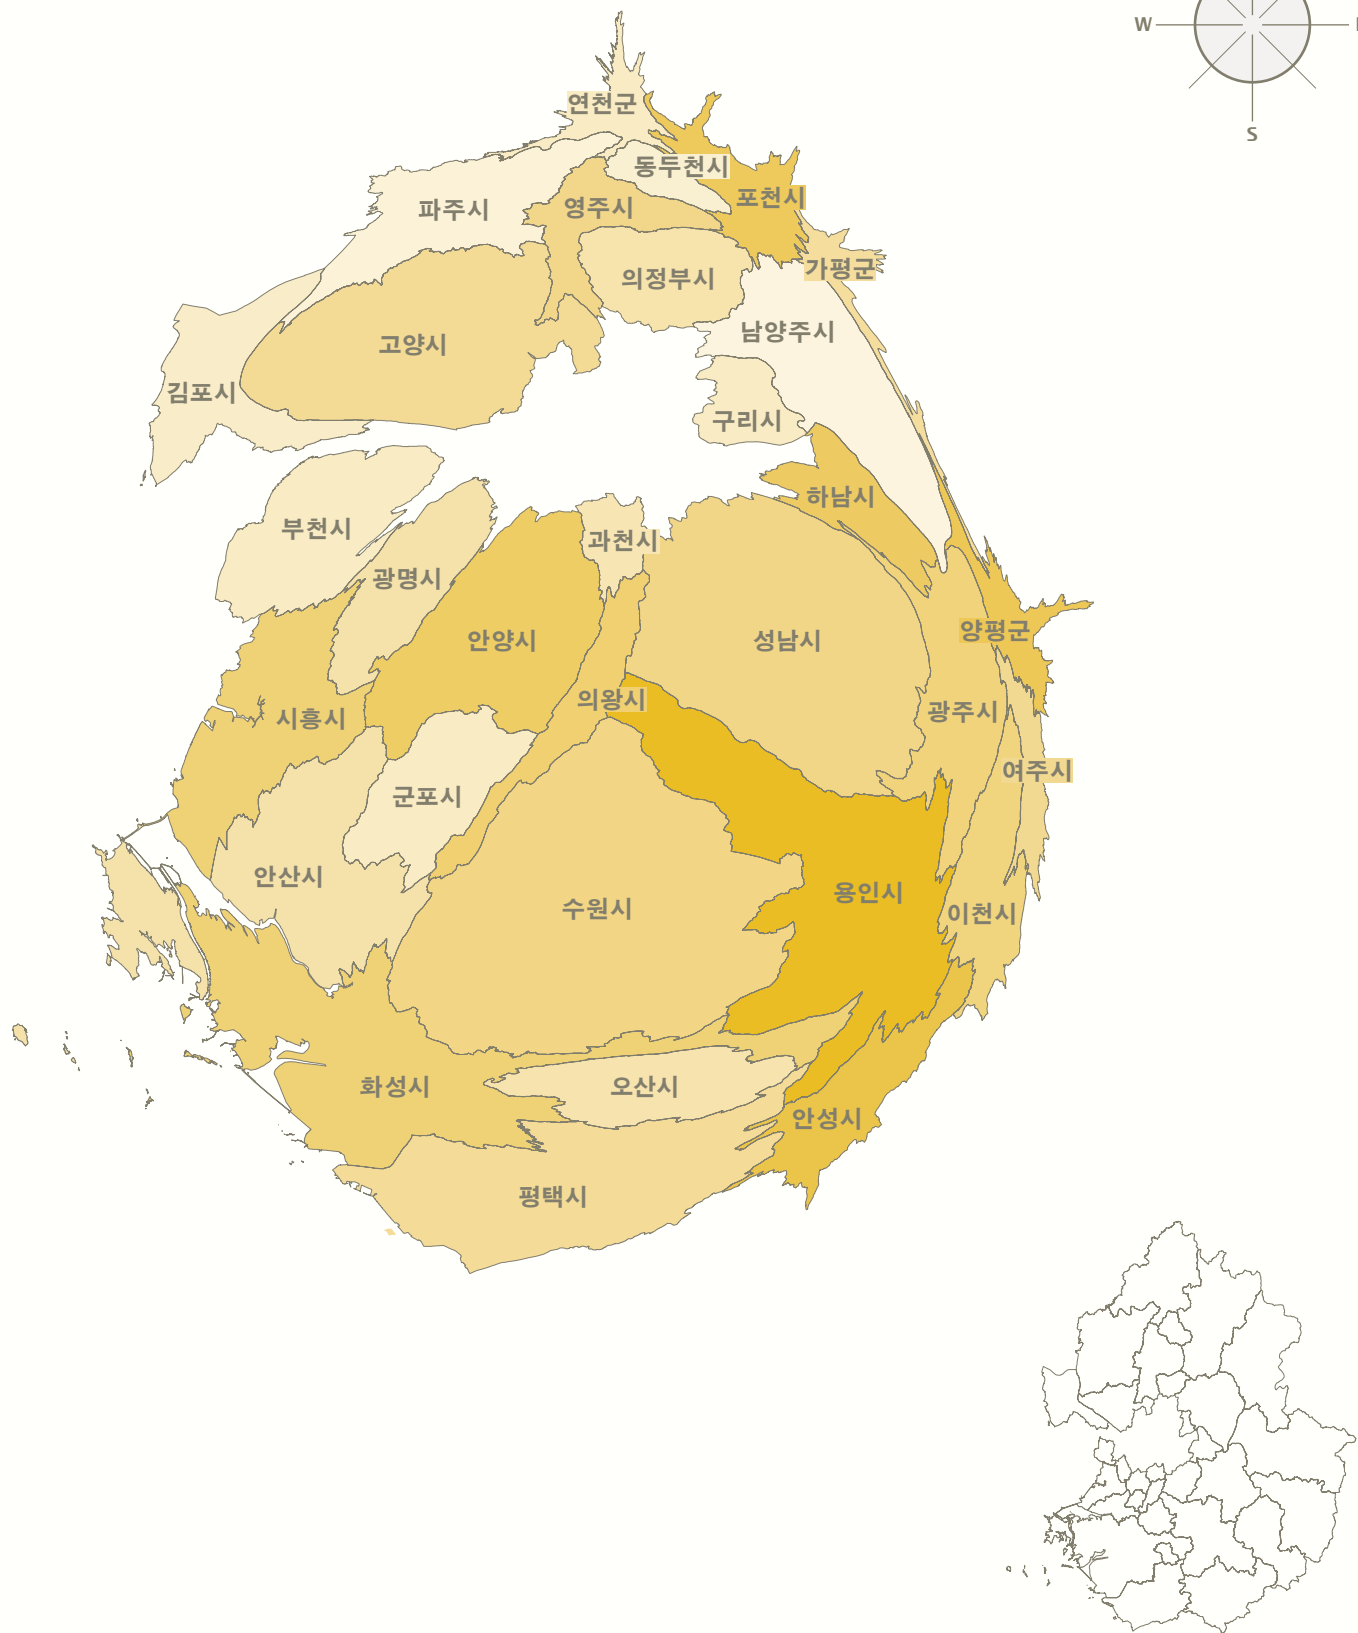 W
S
연천군
동두천시
포천시
파주시
영주시
가평군
의정부시
남양주시
고양시
김포시
구리시
하남시
부천시
과천시
광명시
안양시
성남시
양평군
의왕시
광주시
시흥시
여주시
군포시
안산시
용인시
수원시
이천시
화성시
오산시
안성시
평택시